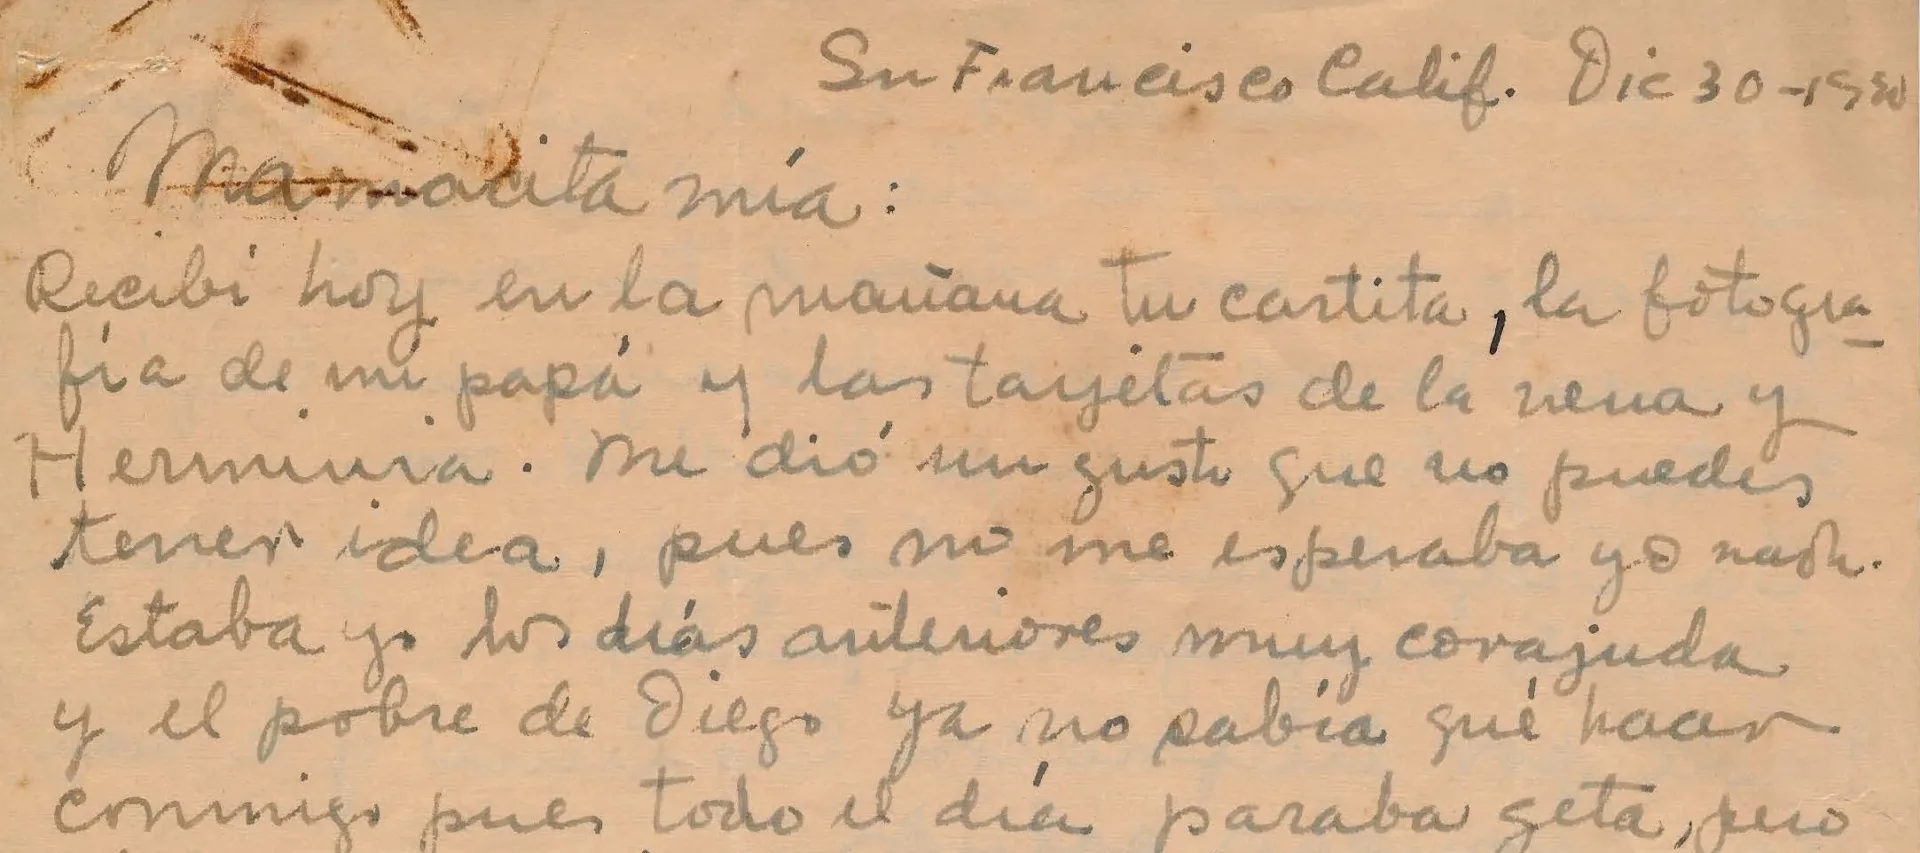 Sn Francisco Calif. Dic 30-1930
Mamacita mía:
Recibí hoy en la mañana tu cartita, la fotogra-
fía de mi papá y las tarjetas de la nena y
Herminia. Me dió un gusto que no puedes
tener idea, pues no me esperaba yo nada.
Estaba yo los días anteriores muy corajuda
y el pobre de Diego ya no sabía qué hacer
conmigo pues todo el día paraba geta, pero